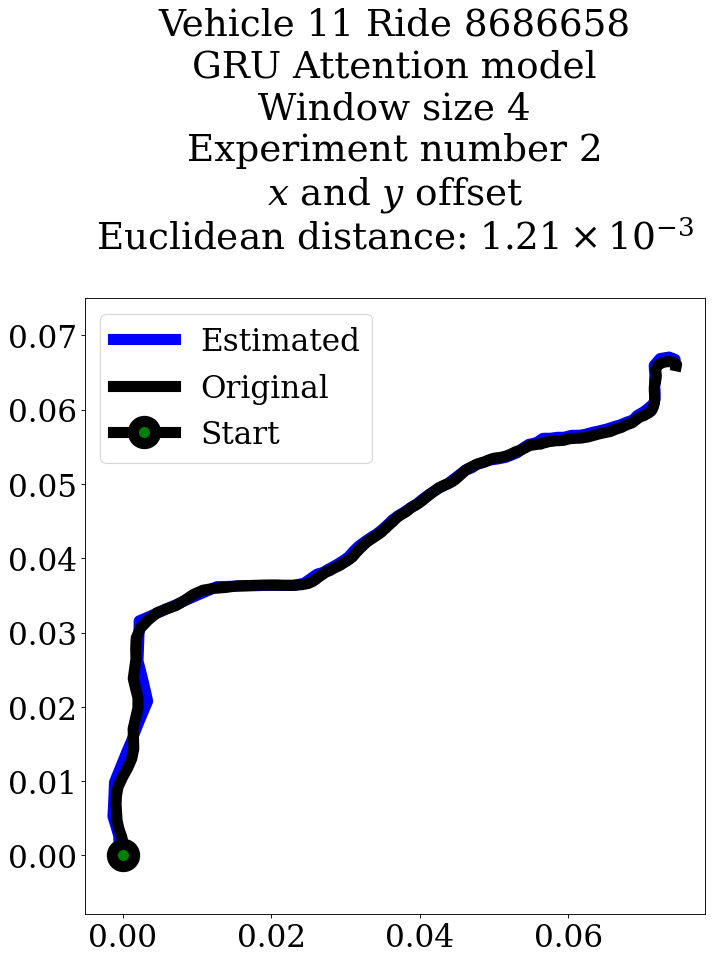 Vehicle 11 Ride 8686658
GRU Attention model
Window size 4
Experiment number 2
x and y offset
Euclidean distance: 1.21 × 10⁻³
Estimated
Original
Start
0.07
0.06
0.05
0.04
0.03
0.02
0.01
0.00
0.00 0.02 0.04 0.06